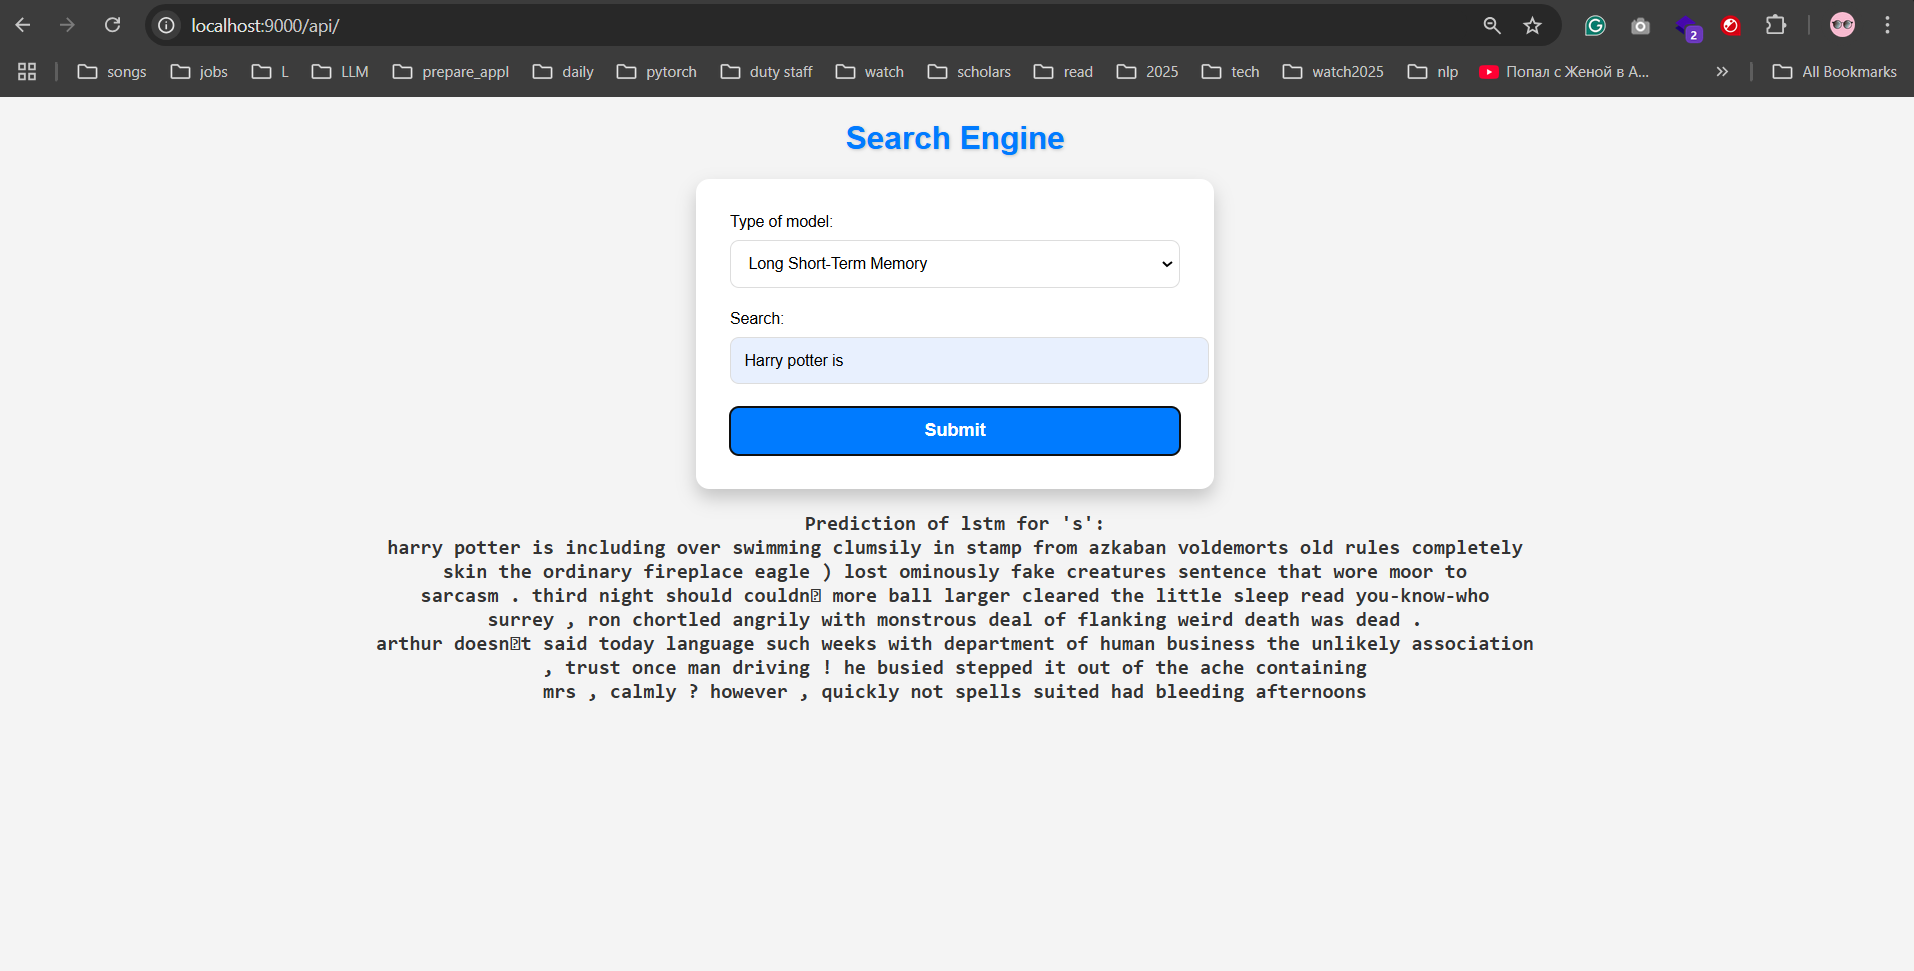 localhost:9000/api/
2
songs jobs L LLM prepare_appl daily pytorch duty staff watch scholars read 2025 tech watch2025 nlp Попал с Женой в А... » All Bookmarks
Search Engine
Type of model:
Long Short-Term Memory
Search:
Harry potter is
Submit
Prediction of lstm for 's':
harry potter is including over swimming clumsily in stamp from azkaban voldemorts old rules completely
skin the ordinary fireplace eagle ) lost ominously fake creatures sentence that wore moor to
sarcasm . third night should couldn more ball larger cleared the little sleep read you-know-who
surrey , ron chortled angrily with monstrous deal of flanking weird death was dead .
arthur doesn t said today language such weeks with department of human business the unlikely association
, trust once man driving ! he busied stepped it out of the ache containing
mrs , calmly ? however , quickly not spells suited had bleeding afternoons